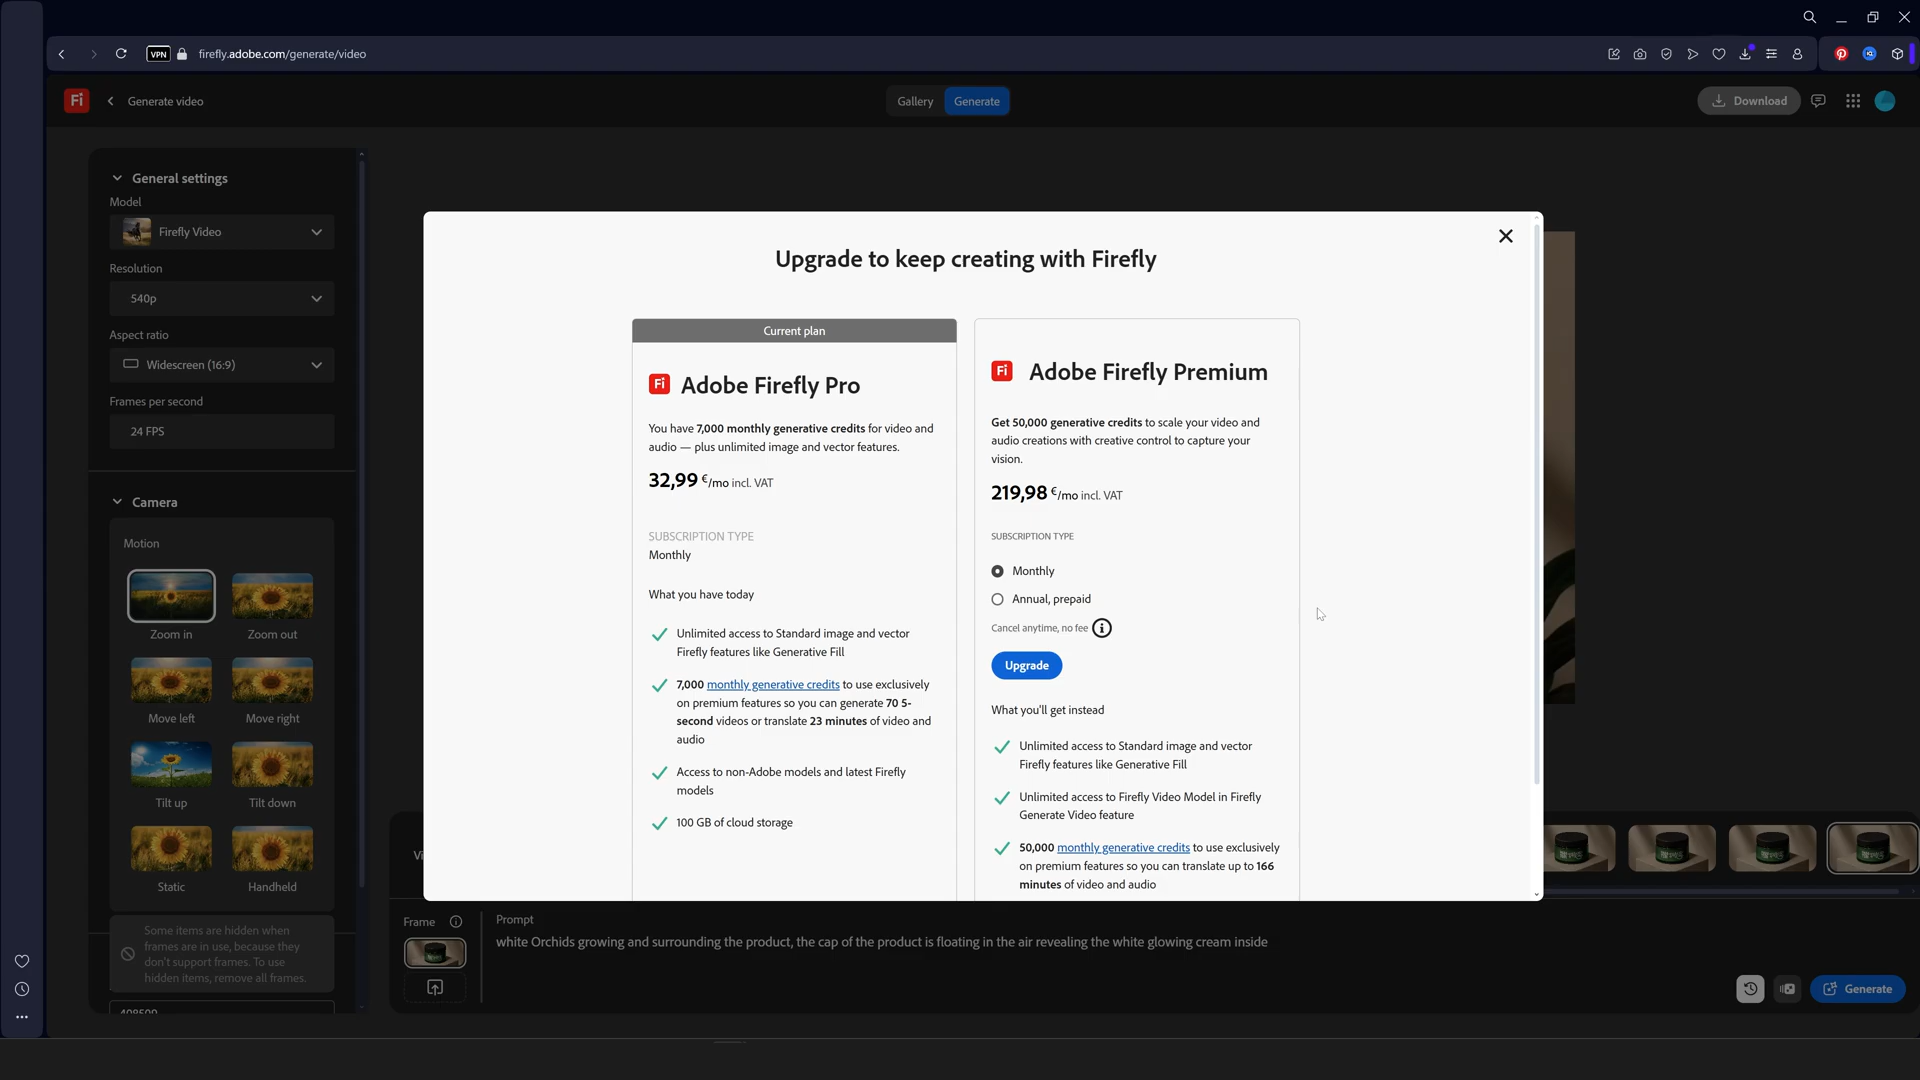 VPN firefly.adobe.com/generate/video
Fi Generate video
Gallery Generate
Download
General settings
Model
Firefly Video
Resolution
540p
Aspect ratio
Widescreen (16:9)
Frames per second
24 FPS
Camera
Motion
Zoom in Zoom out
Move left Move right
Tilt up Tilt down
Static Handheld
Some items are hidden when
frames are in use, because they
don't support frames. To use
hidden items, remove all frames.
408509
Upgrade to keep creating with Firefly
Current plan
Fi Adobe Firefly Pro
You have 7,000 monthly generative credits for video and
audio — plus unlimited image and vector features.
32,99 €/mo incl. VAT
SUBSCRIPTION TYPE
Monthly
What you have today
Unlimited access to Standard image and vector
Firefly features like Generative Fill
7,000 monthly generative credits to use exclusively
on premium features so you can generate 70 5-
second videos or translate 23 minutes of video and
audio
Access to non-Adobe models and latest Firefly
models
100 GB of cloud storage
Fi Adobe Firefly Premium
Get 50,000 generative credits to scale your video and
audio creations with creative control to capture your
vision.
219,98 €/mo incl. VAT
SUBSCRIPTION TYPE
Monthly
Annual, prepaid
Cancel anytime, no fee
Upgrade
What you'll get instead
Unlimited access to Standard image and vector
Firefly features like Generative Fill
Unlimited access to Firefly Video Model in Firefly
Generate Video feature
50,000 monthly generative credits to use exclusively
on premium features so you can translate up to 166
minutes of video and audio
Vi
Frame
Prompt
white Orchids growing and surrounding the product, the cap of the product is floating in the air revealing the white glowing cream inside
Generate